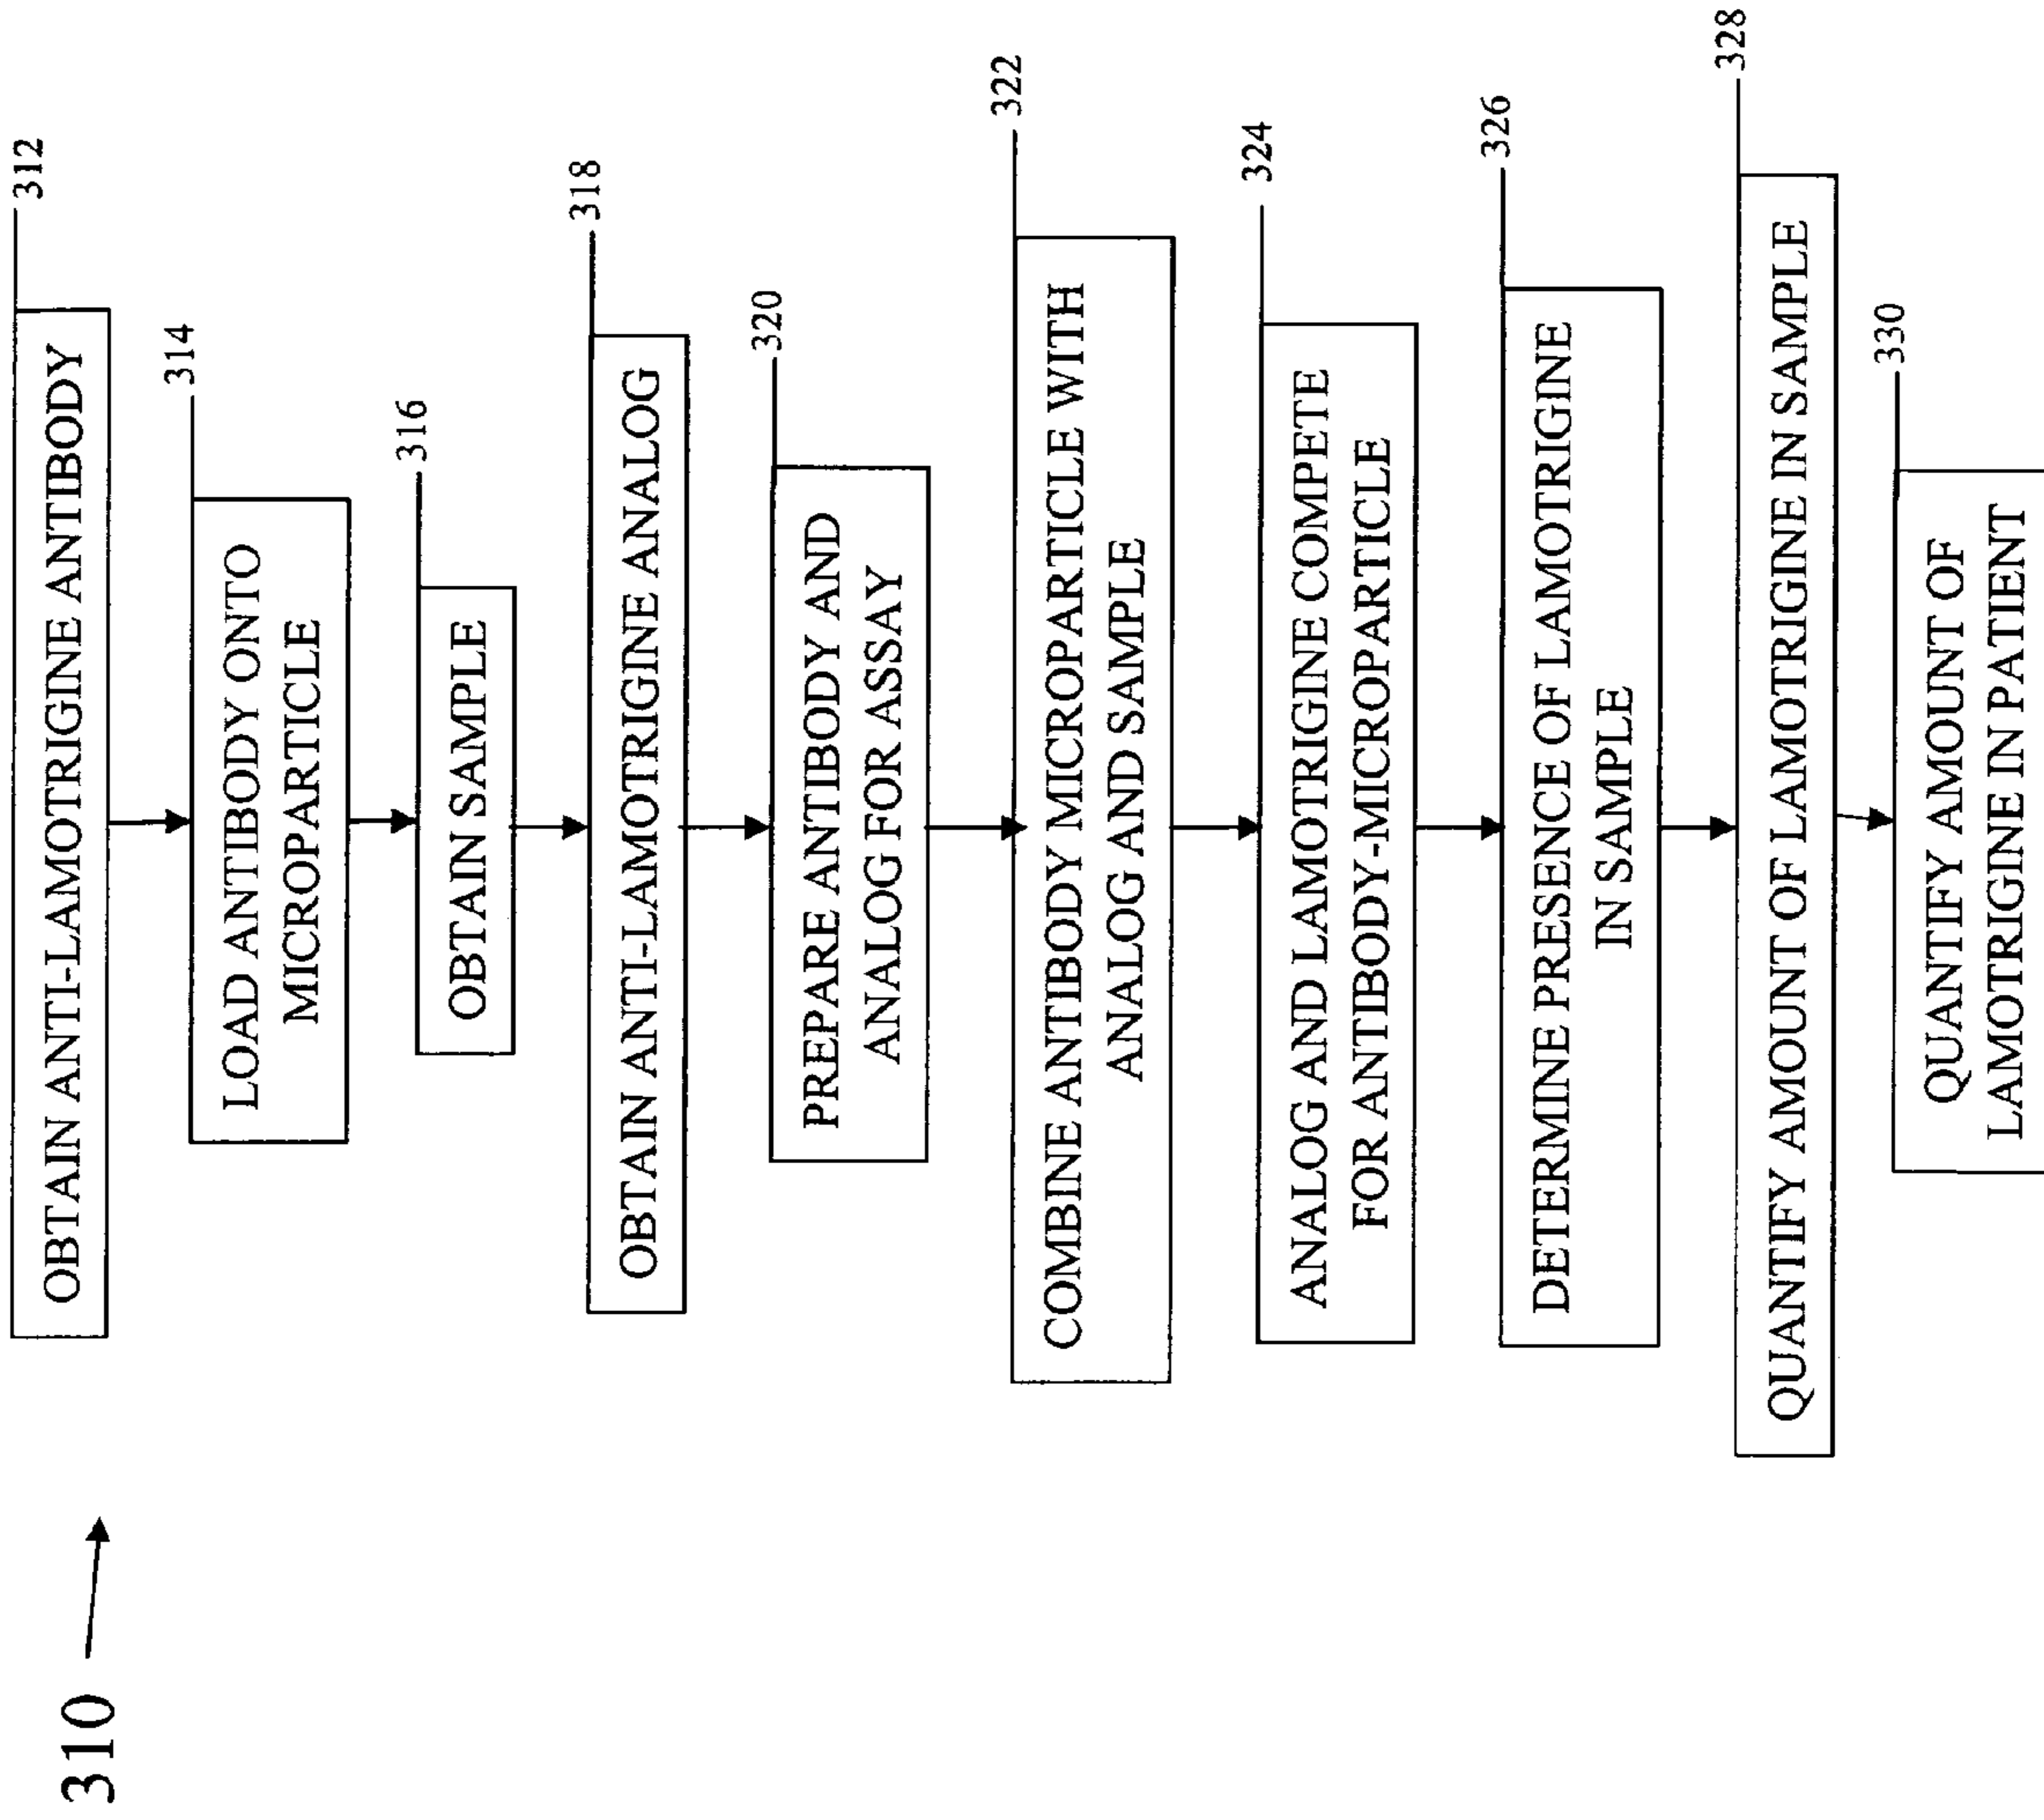 310
312
OBTAIN ANTI-LAMOTRIGINE ANTIBODY
314
LOAD ANTIBODY ONTO
MICROPARTICLE
316
OBTAIN SAMPLE
318
OBTAIN ANTI-LAMOTRIGINE ANALOG
320
PREPARE ANTIBODY AND
ANALOG FOR ASSAY
322
COMBINE ANTIBODY MICROPARTICLE WITH
ANALOG AND SAMPLE
324
ANALOG AND LAMOTRIGINE COMPETE
FOR ANTIBODY-MICROPARTICLE
326
DETERMINE PRESENCE OF LAMOTRIGINE
IN SAMPLE
328
QUANTIFY AMOUNT OF LAMOTRIGINE IN SAMPLE
330
QUANTIFY AMOUNT OF
LAMOTRIGINE IN PATIENT